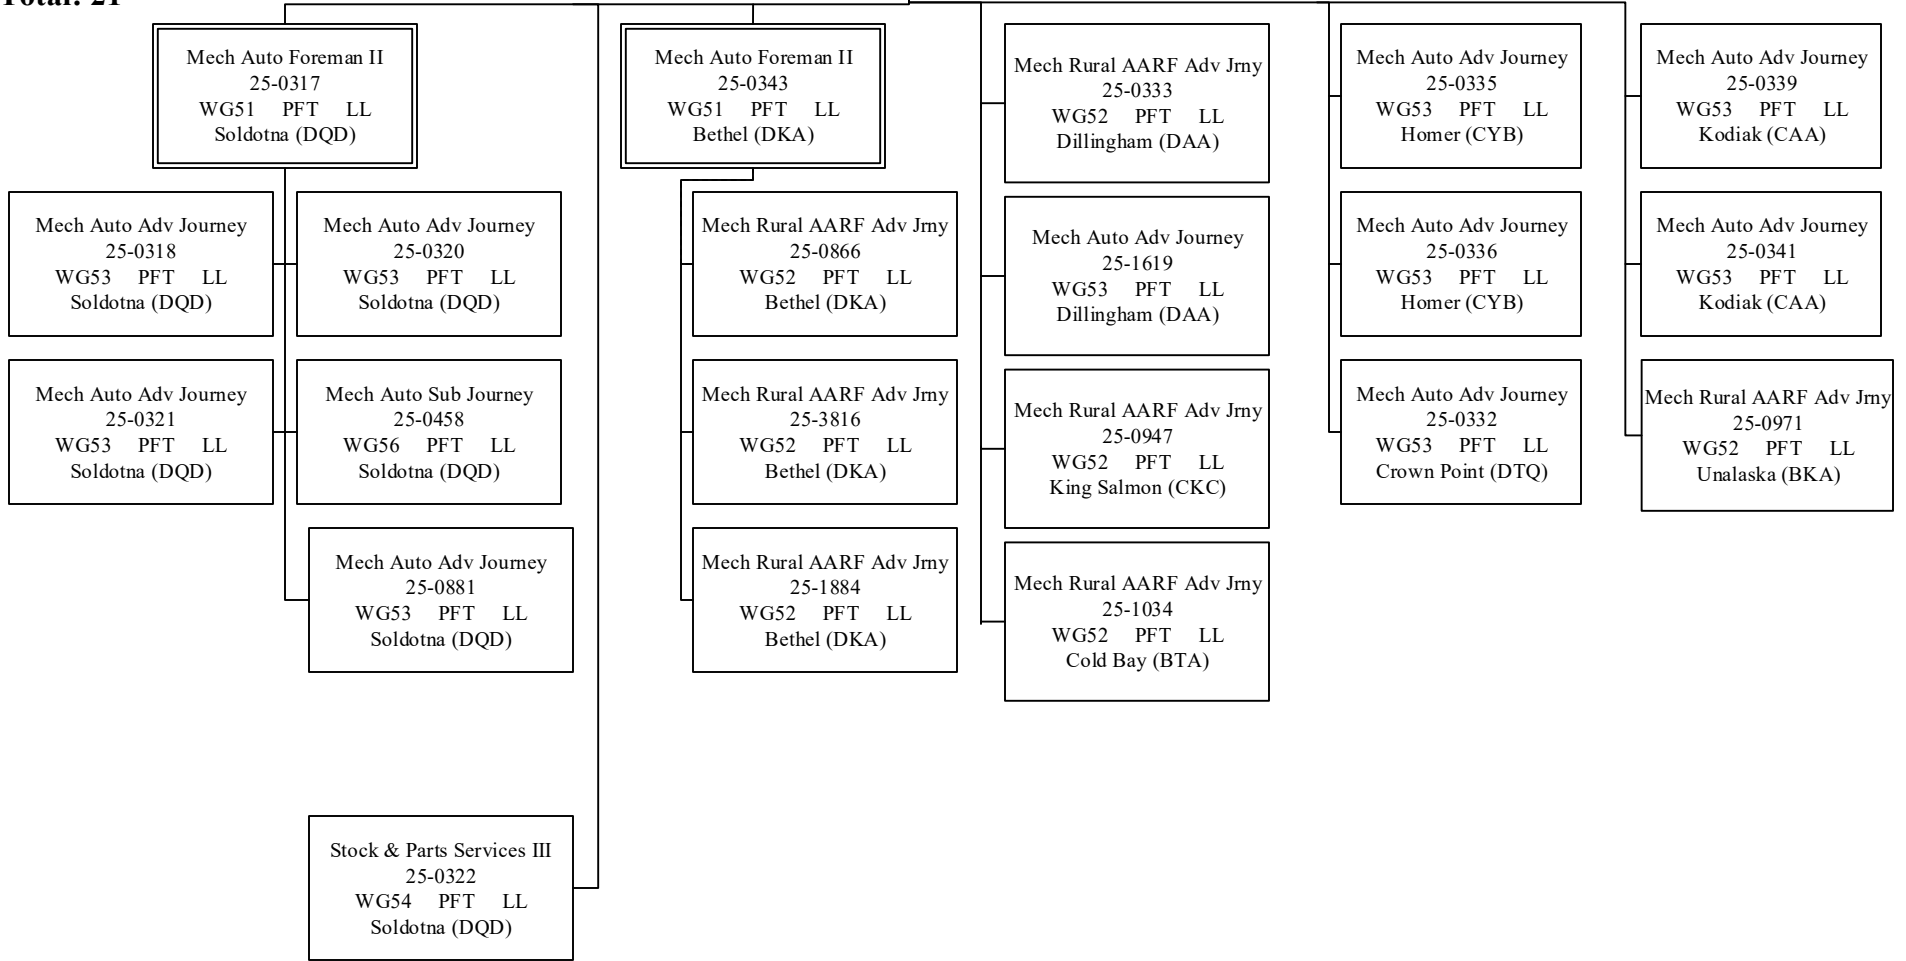 Total: 21
Mech Auto Foreman II
25-0317
WG51 PFT LL
Soldotna (DQD)
Mech Auto Adv Journey
25-0318
WG53 PFT LL
Soldotna (DQD)
Mech Auto Adv Journey
25-0320
WG53 PFT LL
Soldotna (DQD)
Mech Auto Adv Journey
25-0321
WG53 PFT LL
Soldotna (DQD)
Mech Auto Sub Journey
25-0458
WG56 PFT LL
Soldotna (DQD)
Mech Auto Adv Journey
25-0881
WG53 PFT LL
Soldotna (DQD)
Stock & Parts Services III
25-0322
WG54 PFT LL
Soldotna (DQD)
Mech Auto Foreman II
25-0343
WG51 PFT LL
Bethel (DKA)
Mech Rural AARF Adv Jrny
25-0866
WG52 PFT LL
Bethel (DKA)
Mech Rural AARF Adv Jrny
25-3816
WG52 PFT LL
Bethel (DKA)
Mech Rural AARF Adv Jrny
25-1884
WG52 PFT LL
Bethel (DKA)
Mech Rural AARF Adv Jrny
25-0333
WG52 PFT LL
Dillingham (DAA)
Mech Auto Adv Journey
25-1619
WG53 PFT LL
Dillingham (DAA)
Mech Rural AARF Adv Jrny
25-0947
WG52 PFT LL
King Salmon (CKC)
Mech Rural AARF Adv Jrny
25-1034
WG52 PFT LL
Cold Bay (BTA)
Mech Auto Adv Journey
25-0335
WG53 PFT LL
Homer (CYB)
Mech Auto Adv Journey
25-0336
WG53 PFT LL
Homer (CYB)
Mech Auto Adv Journey
25-0332
WG53 PFT LL
Crown Point (DTQ)
Mech Auto Adv Journey
25-0339
WG53 PFT LL
Kodiak (CAA)
Mech Auto Adv Journey
25-0341
WG53 PFT LL
Kodiak (CAA)
Mech Rural AARF Adv Jrny
25-0971
WG52 PFT LL
Unalaska (BKA)